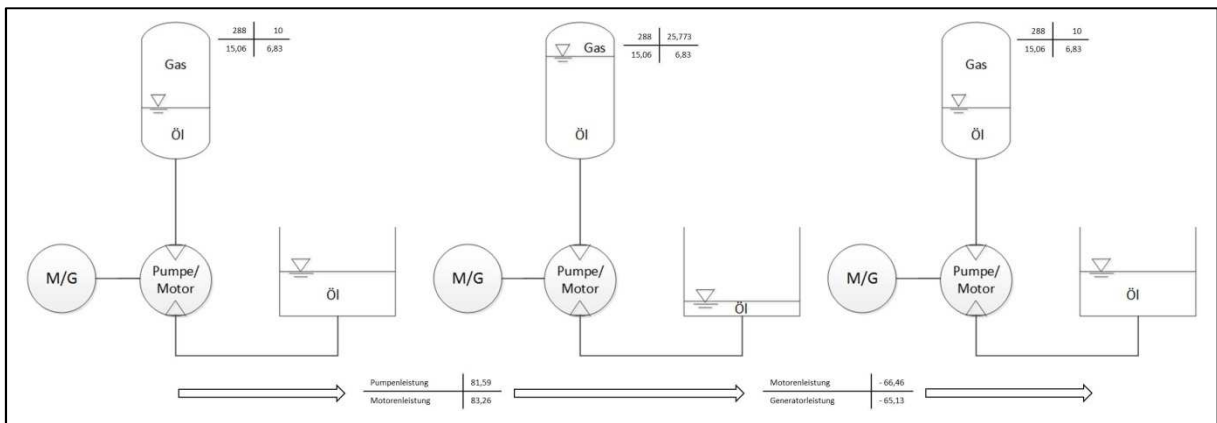 288 10
15,06 6,83
Gas
Öl
M/G
Pumpe/
Motor
Öl
288 25,773
15,06 6,83
Gas
Öl
M/G
Pumpe/
Motor
Öl
288 10
15,06 6,83
Gas
Öl
M/G
Pumpe/
Motor
Öl
Pumpenleistung 81,59
Motorenleistung 83,26
Motorenleistung - 66,46
Generatorleistung - 65,13